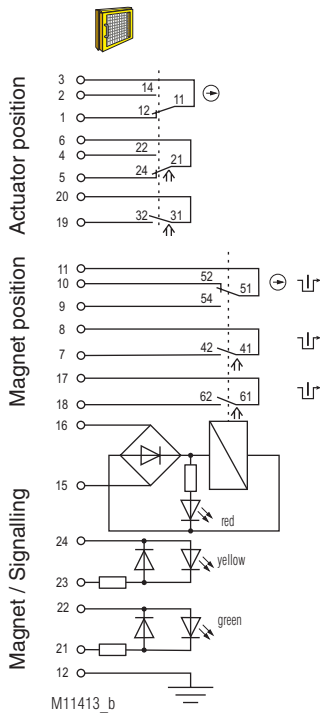 Actuator position
3
2 14
11
1 12
6
4 22
21
5 24
20
19 32 31
Magnet position
11
10 52
51
9 54
8
7 42 41
17
18 62 61
16
15
red
Magnet / Signalling
24
yellow
23
22
green
21
12
M11413_b